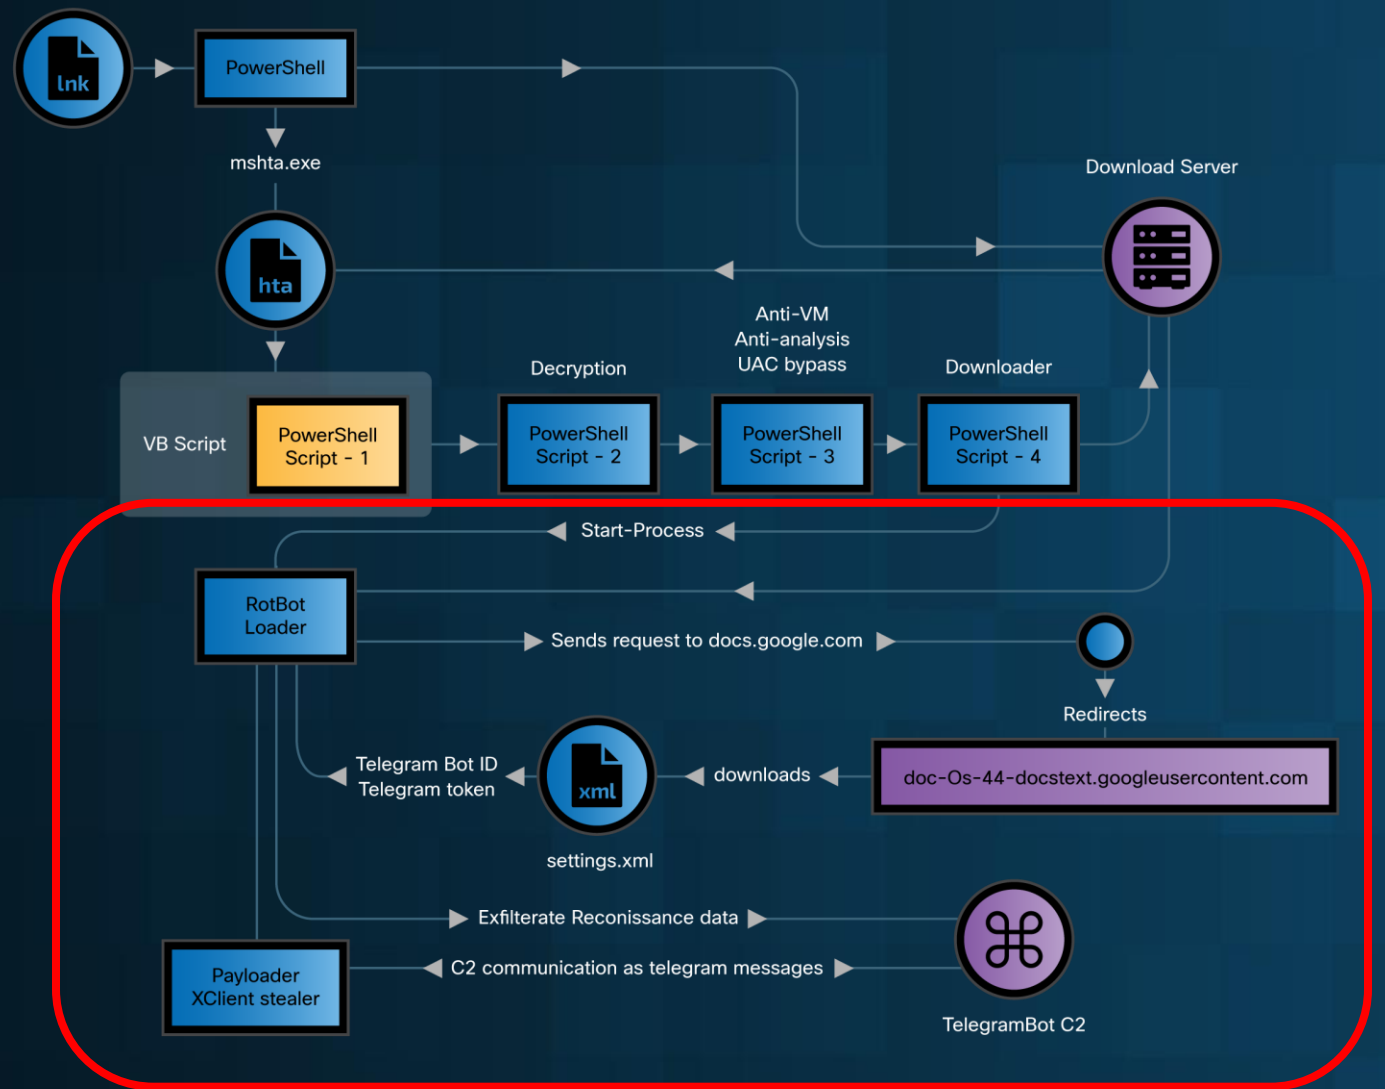 lnk
PowerShell
mshta.exe
Download Server
hta
Anti-VM
Anti-analysis
UAC bypass
Decryption
Downloader
VB Script
PowerShell
Script - 1
PowerShell
Script - 2
PowerShell
Script - 3
PowerShell
Script - 4
Start-Process
RotBot
Loader
Sends request to docs.google.com
Redirects
doc-Os-44-docstext.googleusercontent.com
downloads
xml
settings.xml
Telegram Bot ID
Telegram token
Exfilterate Reconissance data
C2 communication as telegram messages
Payloader
XClient stealer
TelegramBot C2